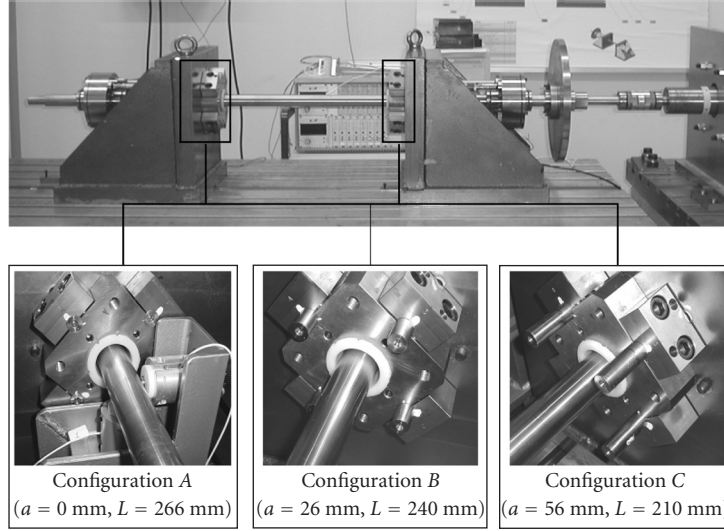 Configuration A
(a = 0 mm, L = 266 mm)
Configuration B
(a = 26 mm, L = 240 mm)
Configuration C
(a = 56 mm, L = 210 mm)